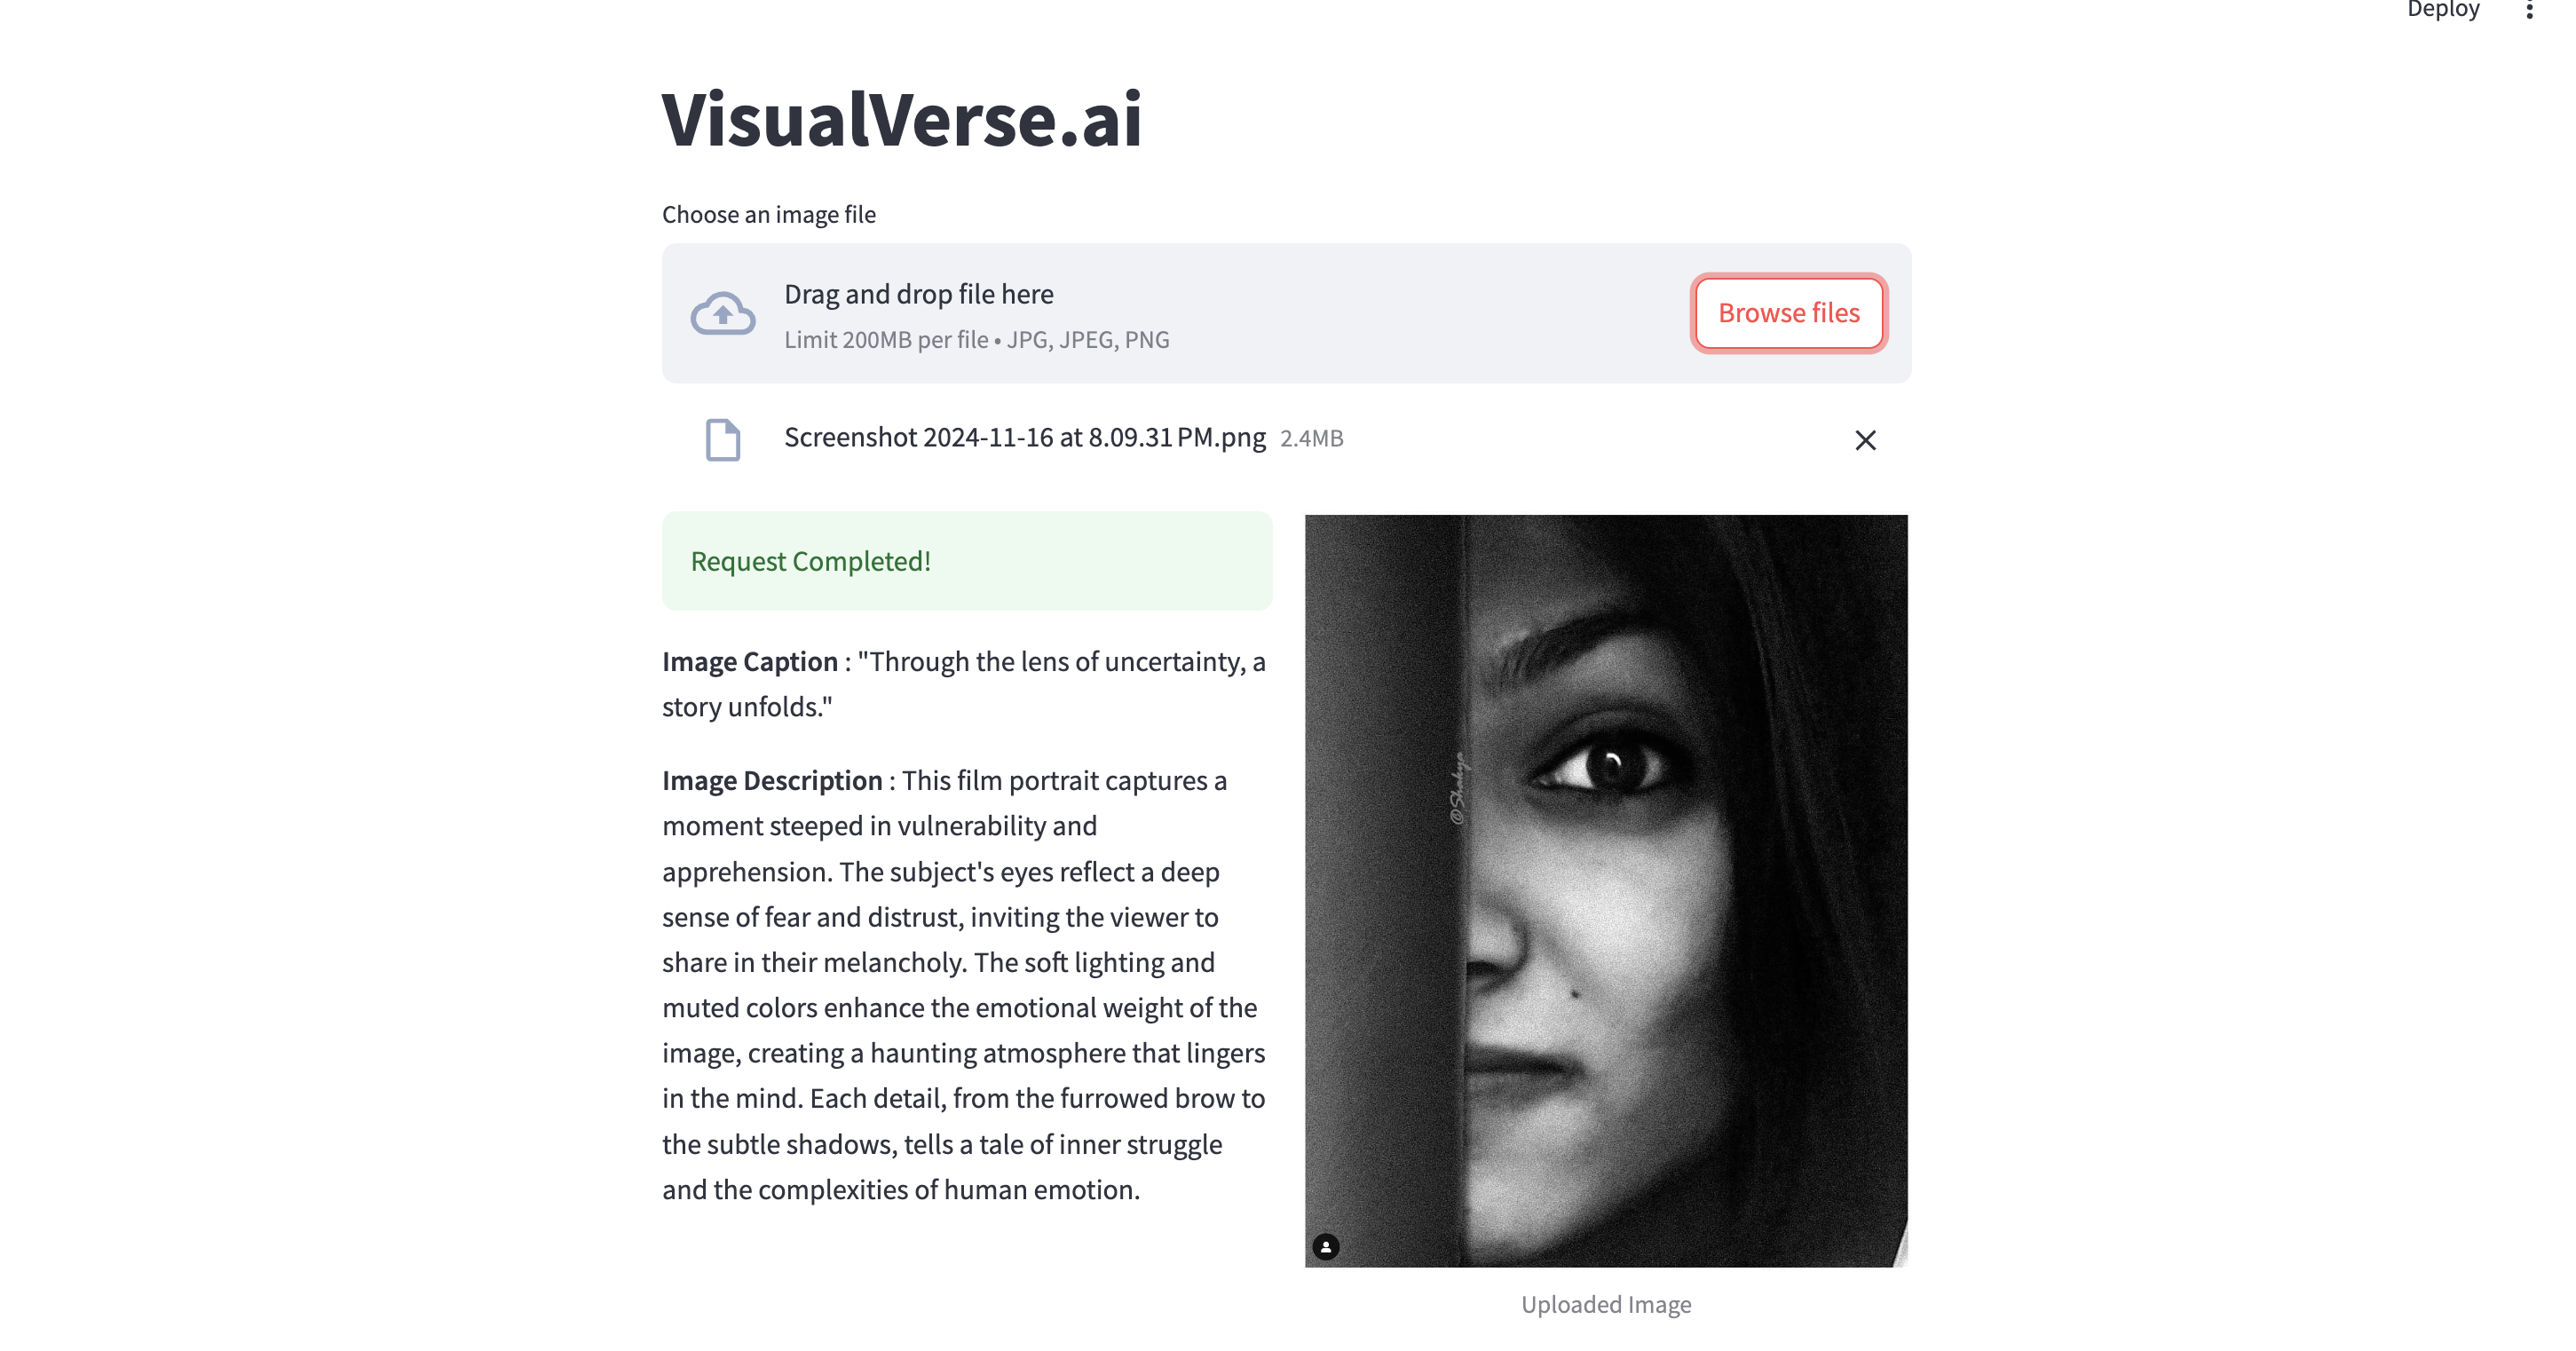 Deploy
VisualVerse.ai
Choose an image file
Drag and drop file here
Limit 200MB per file • JPG, JPEG, PNG
Browse files
Screenshot 2024-11-16 at 8.09.31 PM.png 2.4MB
Request Completed!
Image Caption : "Through the lens of uncertainty, a
story unfolds."
Image Description : This film portrait captures a
moment steeped in vulnerability and
apprehension. The subject's eyes reflect a deep
sense of fear and distrust, inviting the viewer to
share in their melancholy. The soft lighting and
muted colors enhance the emotional weight of the
image, creating a haunting atmosphere that lingers
in the mind. Each detail, from the furrowed brow to
the subtle shadows, tells a tale of inner struggle
and the complexities of human emotion.
Uploaded Image